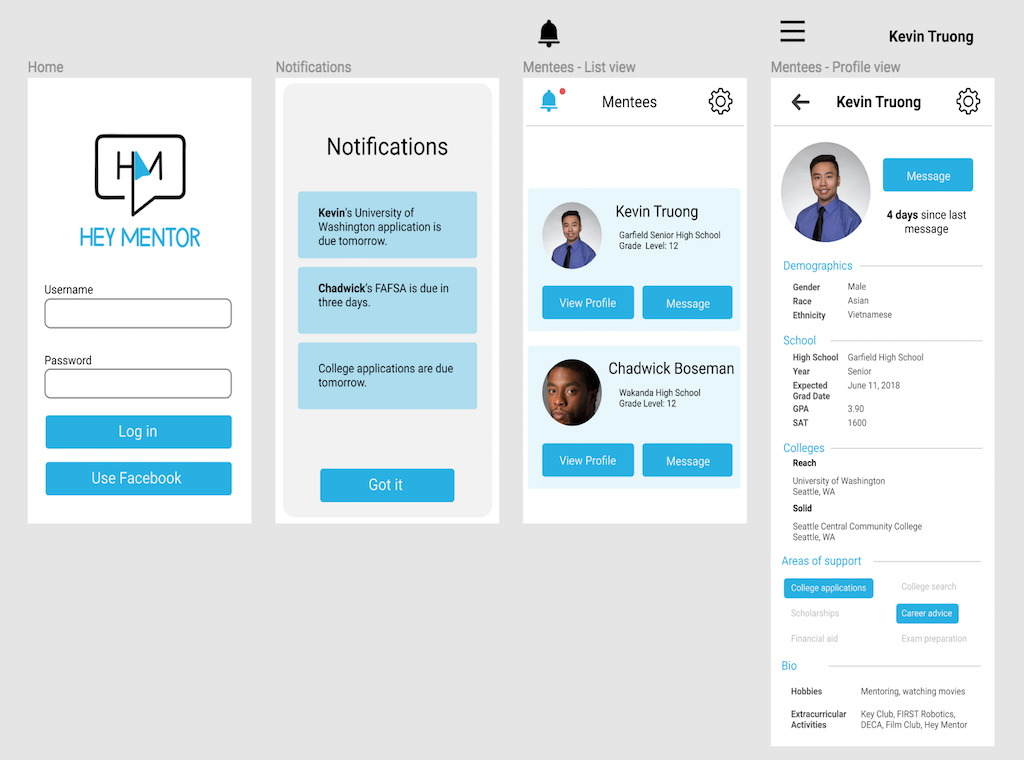 Home
HM
HEY MENTOR
Username
Password
Log in
Use Facebook
Notifications
Notifications
Kevin's University of
Washington application is
due tomorrow.
Chadwick's FAFSA is due in
three days.
College applications are due
tomorrow.
Got it
Mentees - List view
Mentees
Kevin Truong
Garfield Senior High School
Grade Level: 12
View Profile
Message
Chadwick Boseman
Wakanda High School
Grade Level: 12
View Profile
Message
Kevin Truong
Mentees - Profile view
Kevin Truong
Message
4 days since last
message
Demographics
Gender Male
Race Asian
Ethnicity Vietnamese
School
High School Garfield High School
Year Senior
Expected June 11, 2018
Grad Date
GPA 3.90
SAT 1600
Colleges
Reach
University of Washington
Seattle, WA
Solid
Seattle Central Community College
Seattle, WA
Areas of support
College applications College search
Scholarships Career advice
Financial aid Exam preparation
Bio
Hobbies Mentoring, watching movies
Extracurricular Key Club, FIRST Robotics,
Activities DECA, Film Club, Hey Mentor